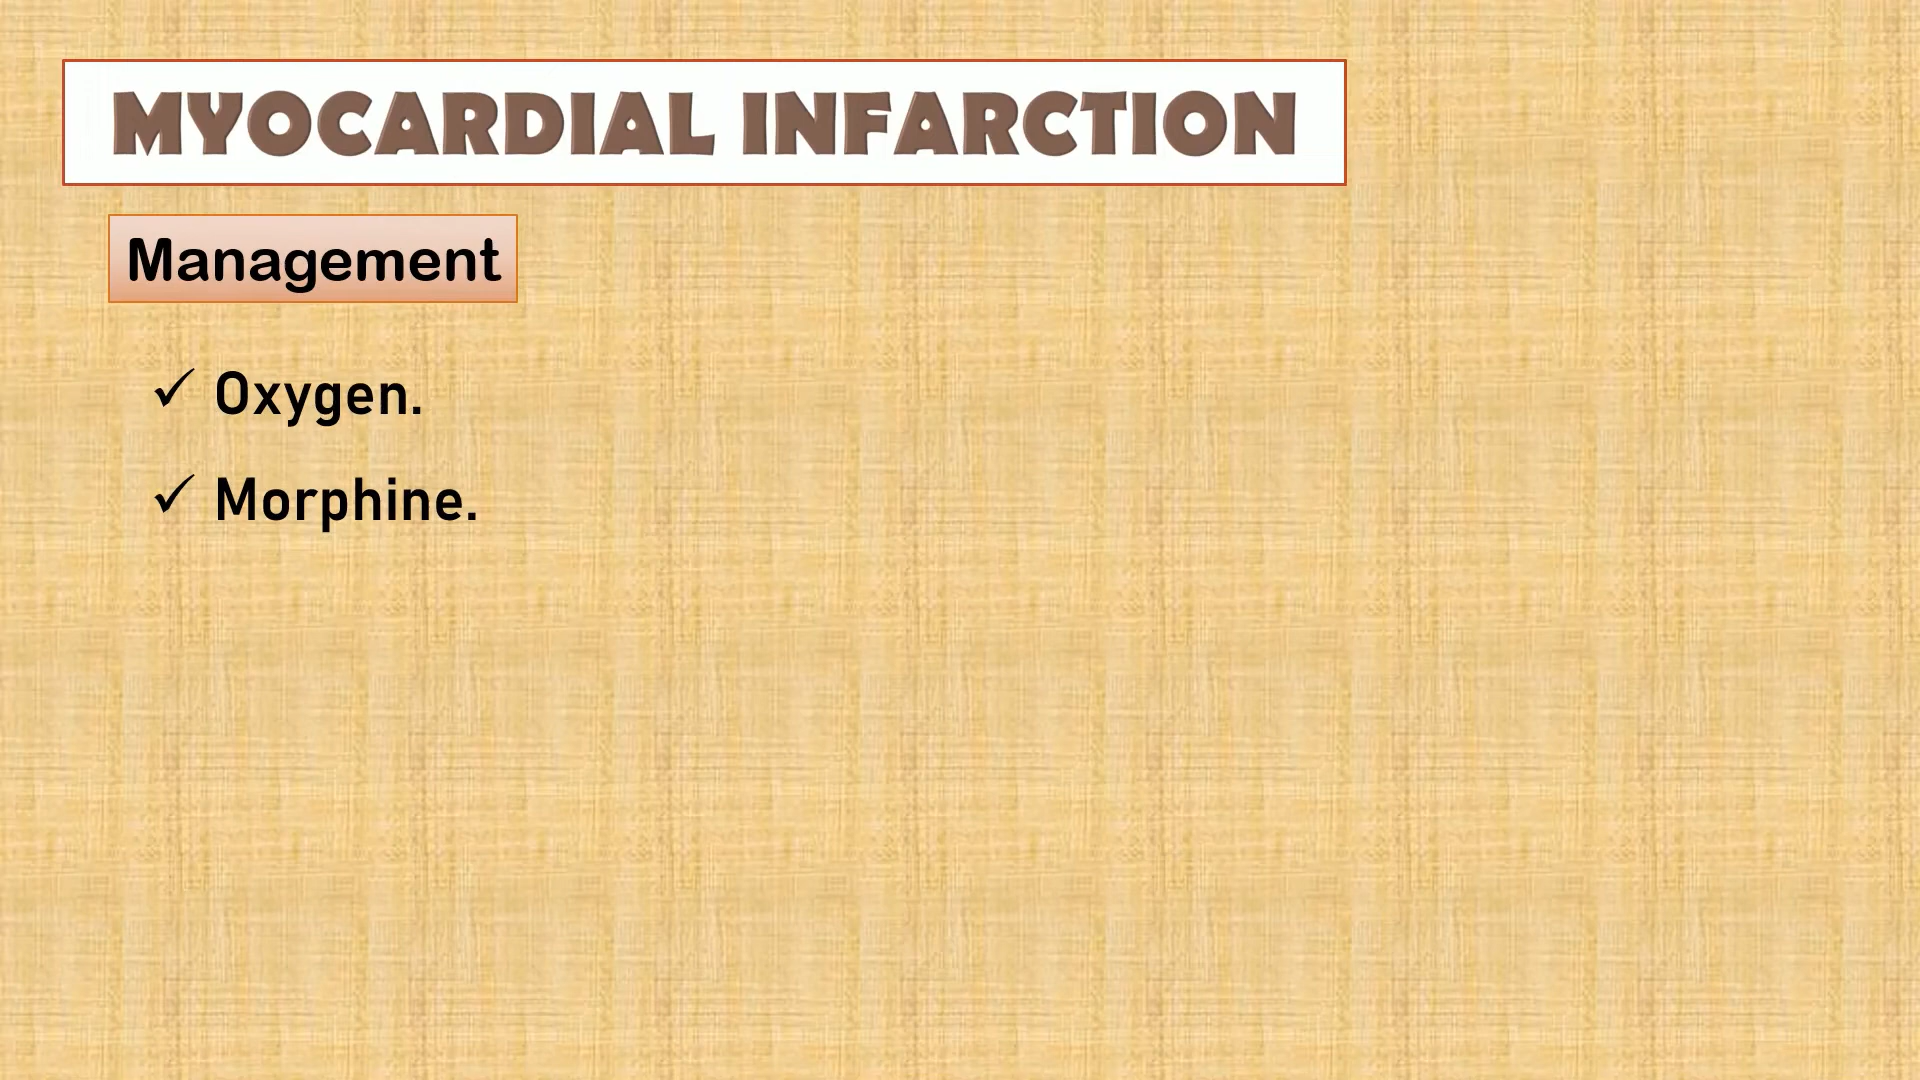 MYOCARDIAL INFARCTION
Management
✓ Oxygen.
✓ Morphine.